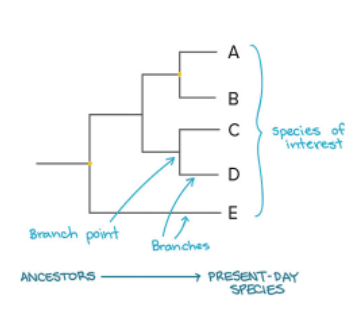 A
B
C
D
E
Species of
interest
Branch point
Branches
ANCESTORS
PRESENT-DAY
SPECIES